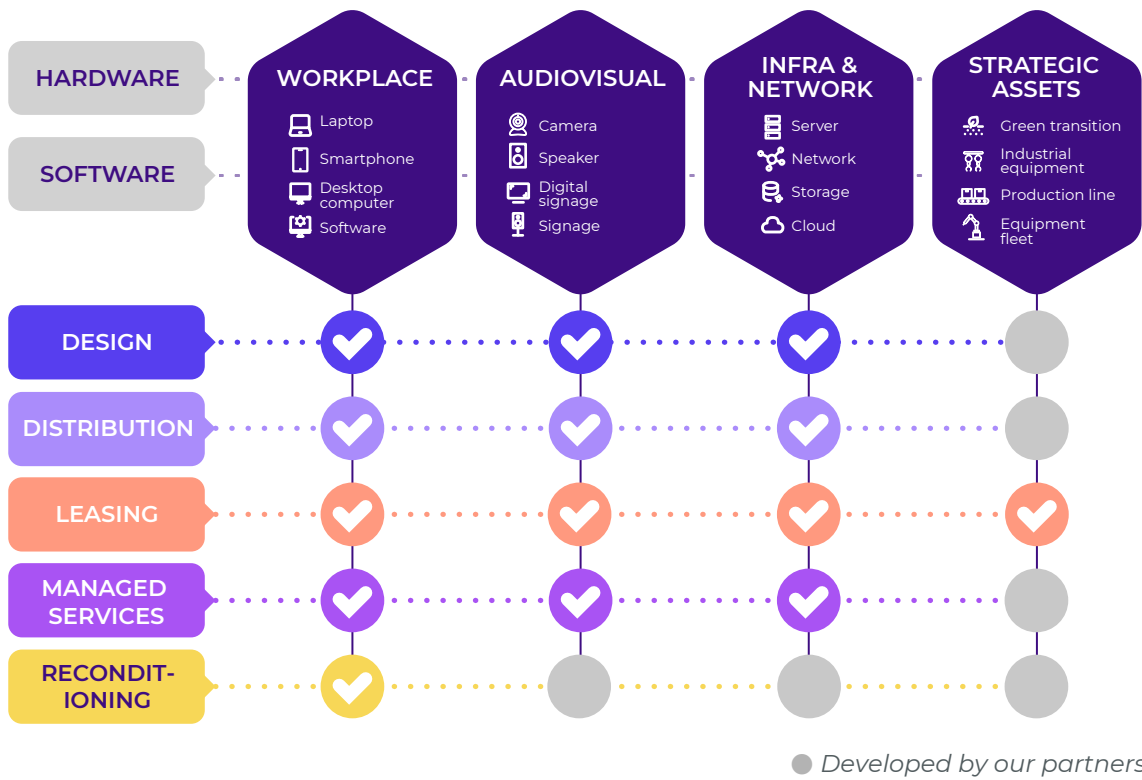 HARDWARE
SOFTWARE
WORKPLACE
Laptop
Smartphone
Desktop
computer
Software
AUDIOVISUAL
Camera
Speaker
Digital
signage
Signage
INFRA &
NETWORK
Server
Network
Storage
Cloud
STRATEGIC
ASSETS
Green transition
Industrial
equipment
Production line
Equipment
fleet
DESIGN
DISTRIBUTION
LEASING
MANAGED
SERVICES
RECONDIT-
IONING
Developed by our partners